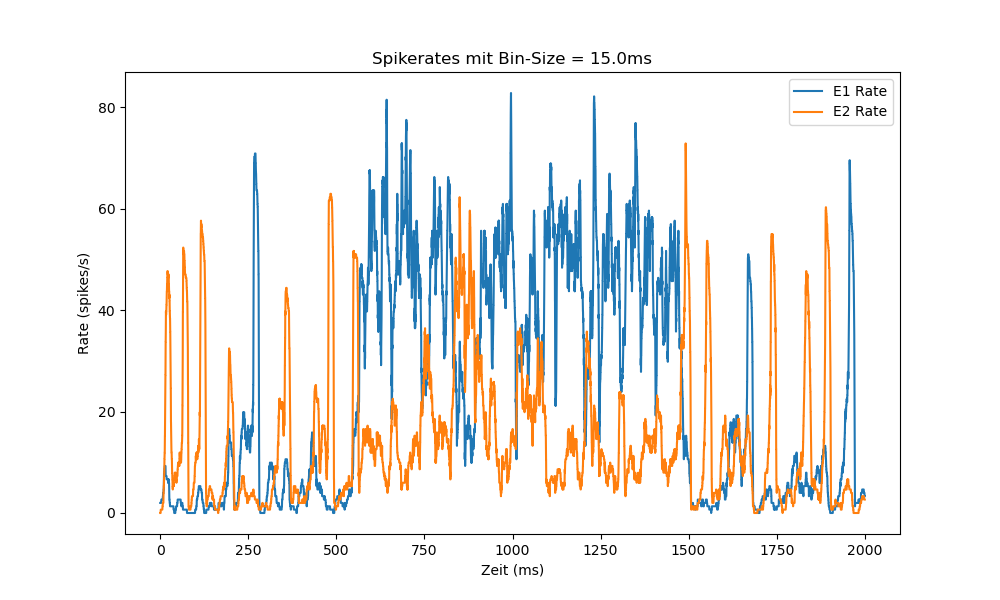 Spikerates mit Bin-Size = 15.0ms
E1 Rate
E2 Rate
Rate (spikes/s)
80
60
40
20
0
0 250 500 750 1000 1250 1500 1750 2000
Zeit (ms)